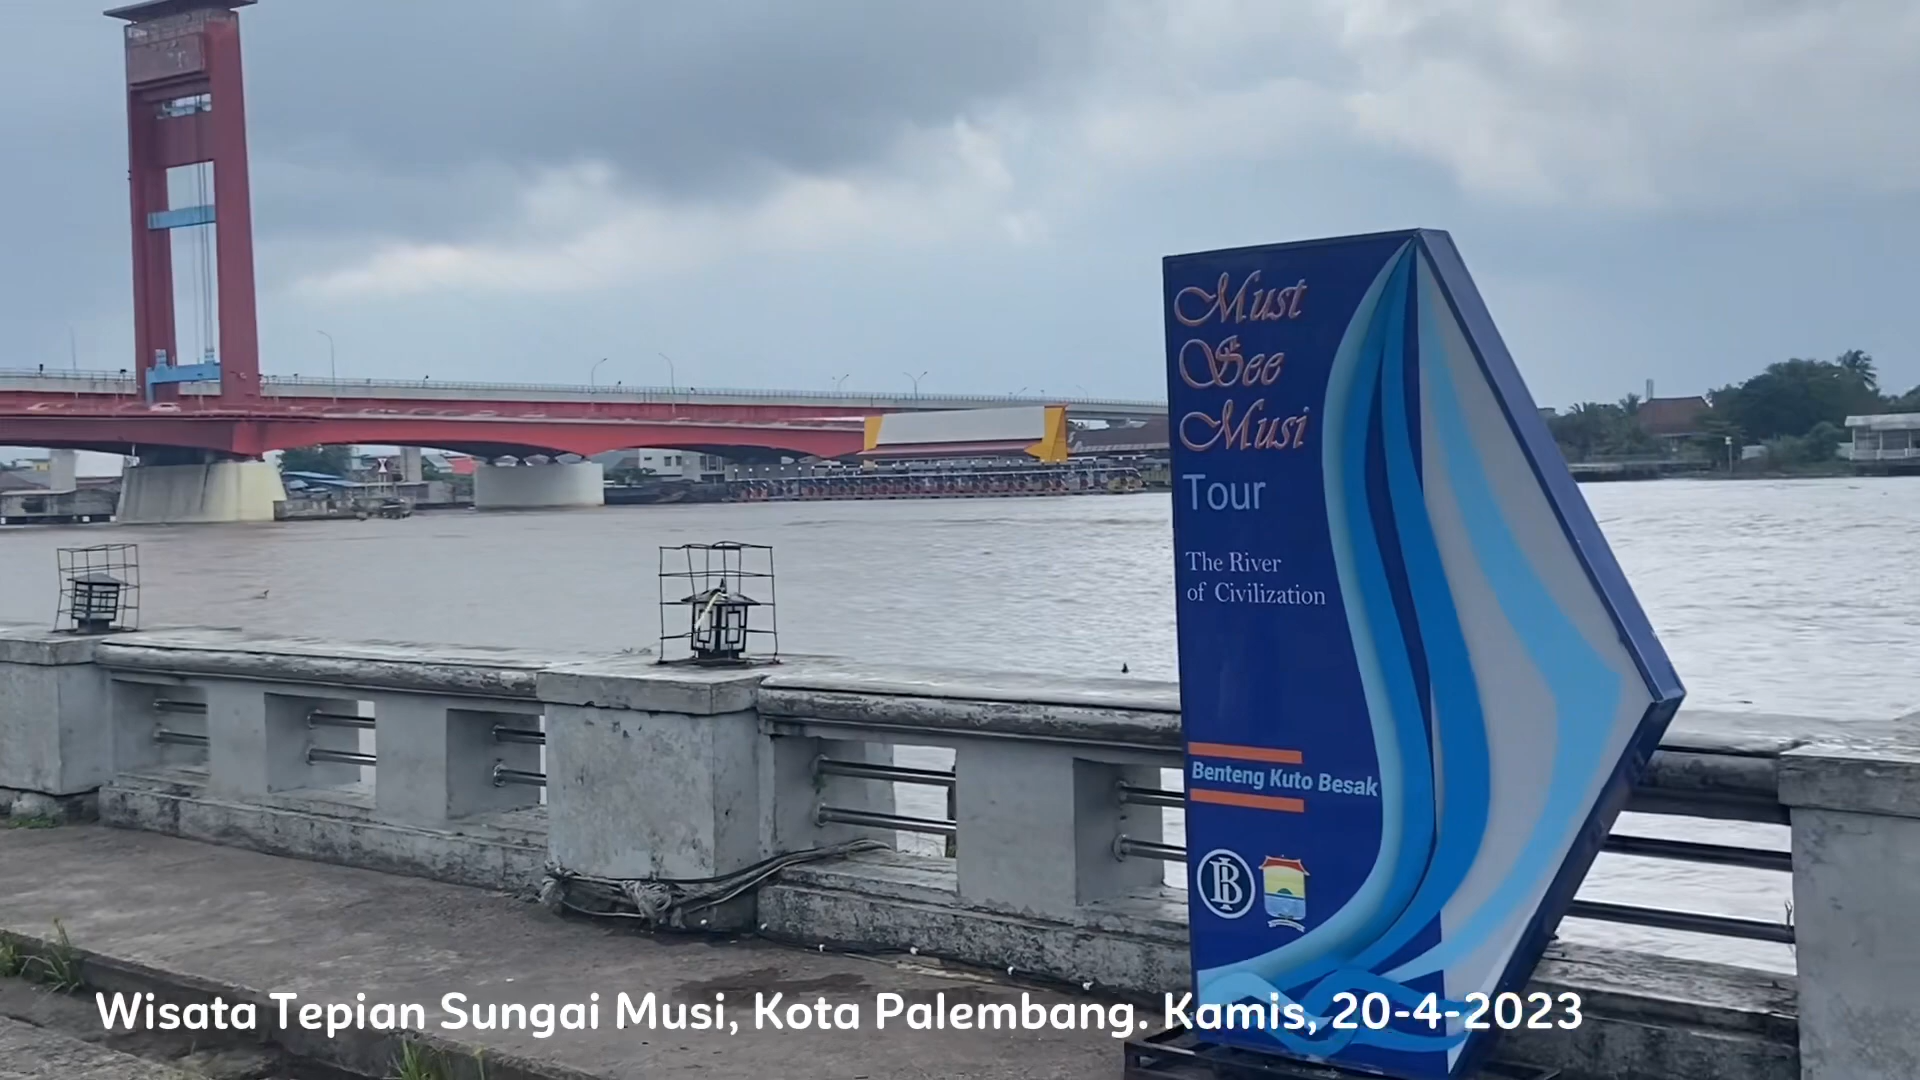 Must
See
Musi
Tour
The River
of Civilization
Benteng Kuto Besak
BI
Wisata Tepian Sungai Musi, Kota Palembang. Kamis, 20-4-2023